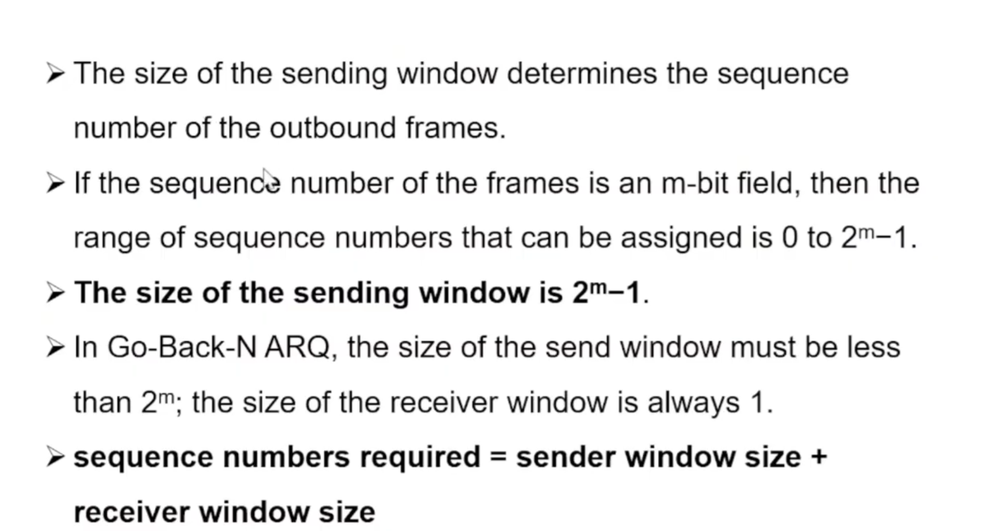 ➢ The size of the sending window determines the sequence
number of the outbound frames.
➢ If the sequence number of the frames is an m-bit field, then the
range of sequence numbers that can be assigned is 0 to 2ᵐ–1.
➢ The size of the sending window is 2ᵐ–1.
➢ In Go-Back-N ARQ, the size of the send window must be less
than 2ᵐ; the size of the receiver window is always 1.
➢ sequence numbers required = sender window size +
receiver window size